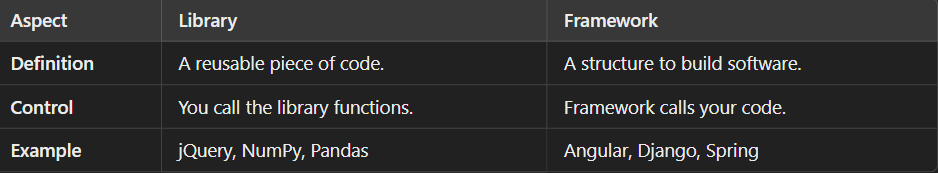 Aspect Library Framework
Definition A reusable piece of code. A structure to build software.
Control You call the library functions. Framework calls your code.
Example jQuery, NumPy, Pandas Angular, Django, Spring